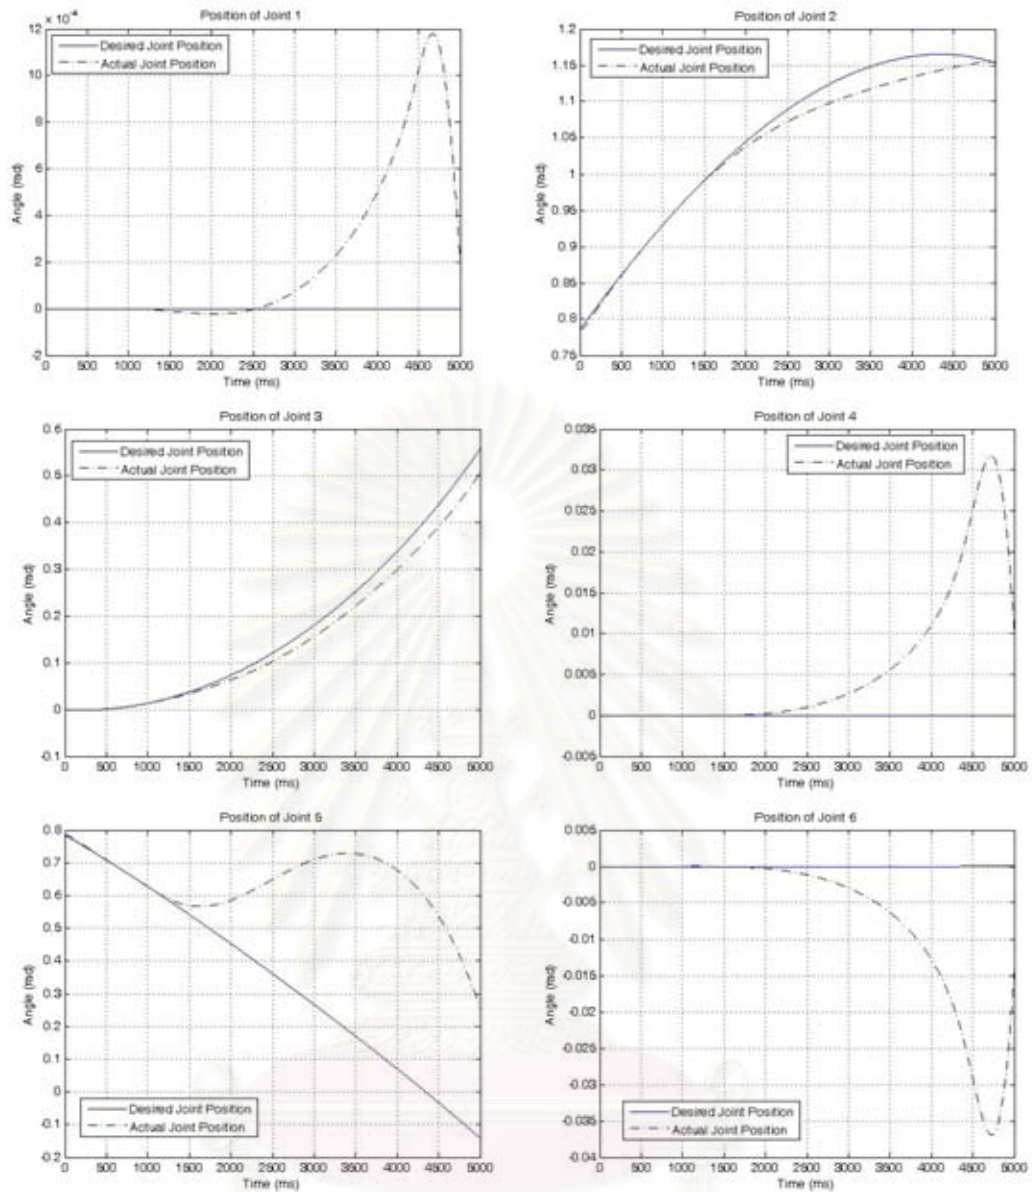 Position of Joint 1
× 10⁻⁴
Desired Joint Position
Actual Joint Position
12
10
8
6
4
2
0
-2
Angle (rad)
0 500 1000 1500 2000 2500 3000 3500 4000 4500 5000
Time (ms)
Position of Joint 2
Desired Joint Position
Actual Joint Position
1.2
1.15
1.1
1.05
1
0.95
0.9
0.85
0.8
0.75
Angle (rad)
0 500 1000 1500 2000 2500 3000 3500 4000 4500 5000
Time (ms)
Position of Joint 3
Desired Joint Position
Actual Joint Position
0.6
0.5
0.4
0.3
0.2
0.1
0
-0.1
Angle (rad)
0 500 1000 1500 2000 2500 3000 3500 4000 4500 5000
Time (ms)
Position of Joint 4
Desired Joint Position
Actual Joint Position
0.035
0.03
0.025
0.02
0.015
0.01
0.005
0
-0.005
Angle (rad)
0 500 1000 1500 2000 2500 3000 3500 4000 4500 5000
Time (ms)
Position of Joint 5
0.8
0.7
0.6
0.5
0.4
0.3
0.2
0.1
0
-0.1
-0.2
Angle (rad)
Desired Joint Position
Actual Joint Position
0 500 1000 1500 2000 2500 3000 3500 4000 4500 5000
Time (ms)
Position of Joint 6
0.005
0
-0.005
-0.01
-0.015
-0.02
-0.025
-0.03
-0.035
-0.04
Angle (rad)
Desired Joint Position
Actual Joint Position
0 500 1000 1500 2000 2500 3000 3500 4000 4500 5000
Time (ms)